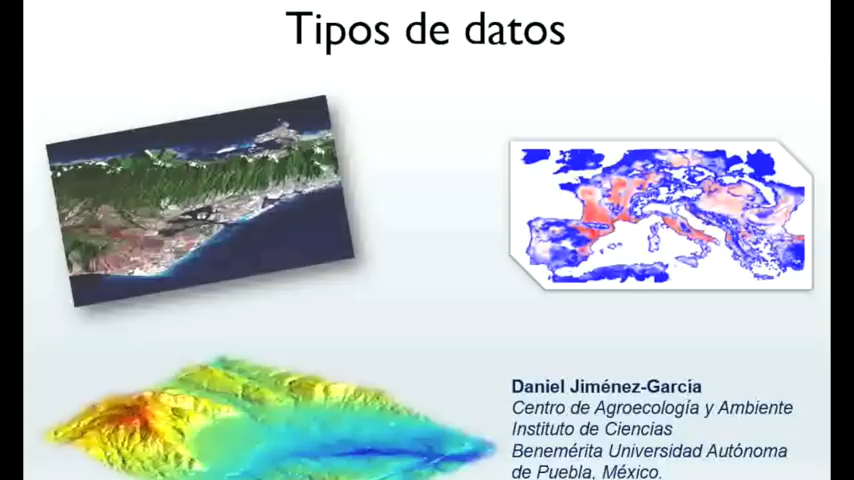 Tipos de datos
Daniel Jiménez-García
Centro de Agroecología y Ambiente
Instituto de Ciencias
Benemérita Universidad Autónoma
de Puebla, México.